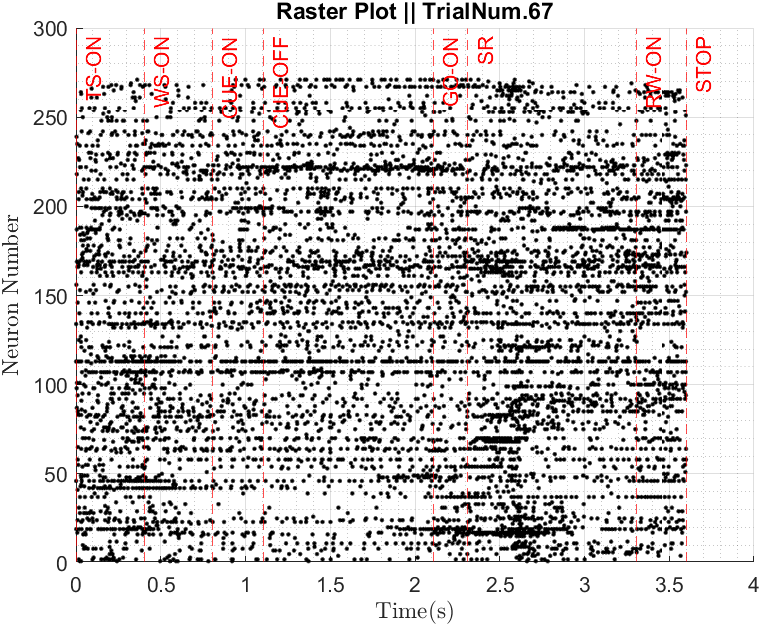 Raster Plot || TrialNum.67
300
250
200
150
100
50
0
Neuron Number
TS-ON
WS-ON
CUE-ON
CUE-OFF
GO-ON
SR
RW-ON
STOP
0 0.5 1 1.5 2 2.5 3 3.5 4
Time(s)